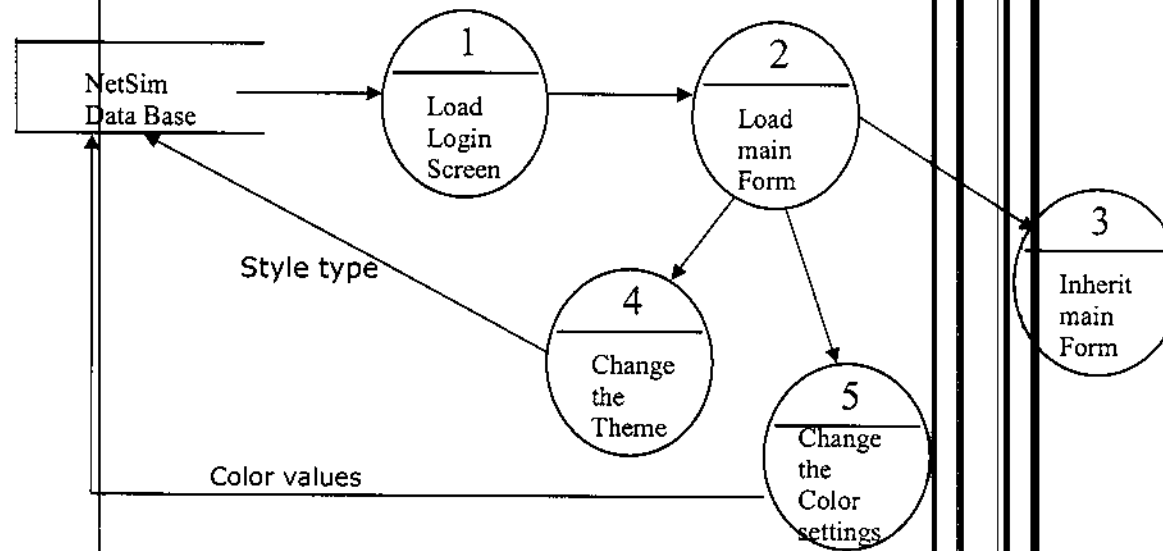 NetSim
Data Base
1
Load
Login
Screen
2
Load
main
Form
3
Inherit
main
Form
Style type
4
Change
the
Theme
5
Change
the
Color
settings
Color values